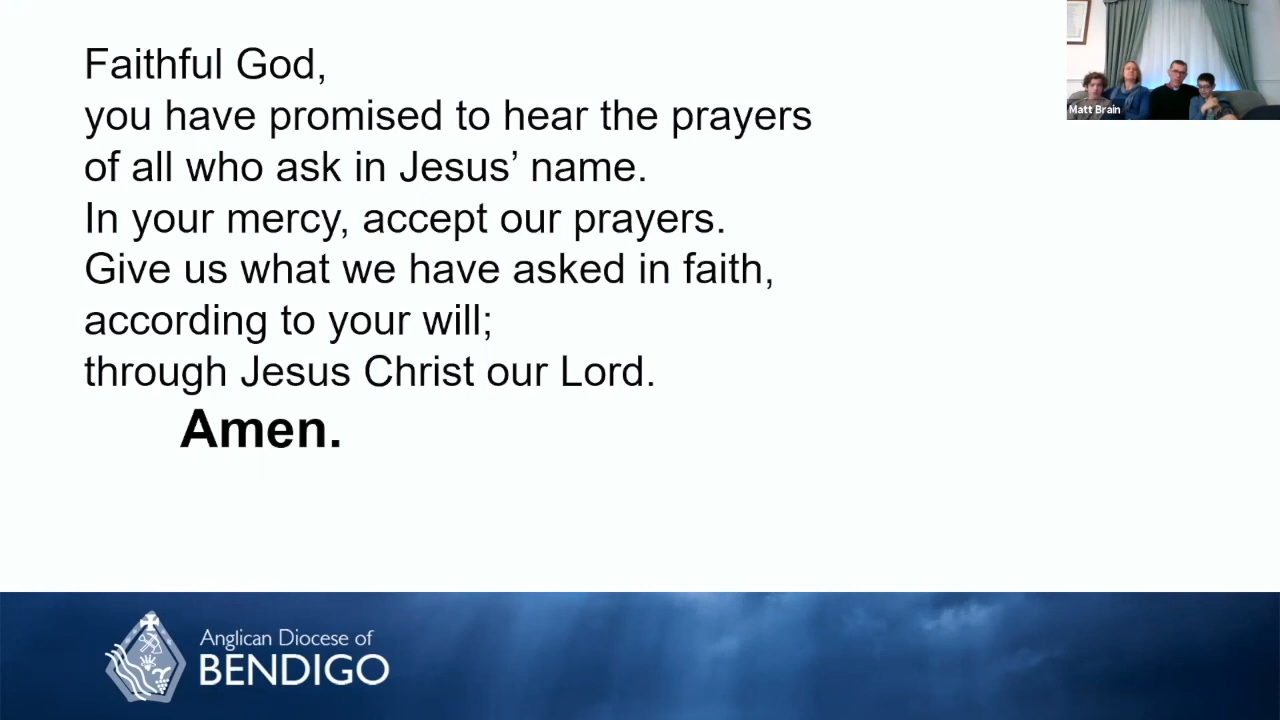 Faithful God,
you have promised to hear the prayers
of all who ask in Jesus’ name.
In your mercy, accept our prayers.
Give us what we have asked in faith,
according to your will;
through Jesus Christ our Lord.
Amen.
Matt Brain
Anglican Diocese of
BENDIGO